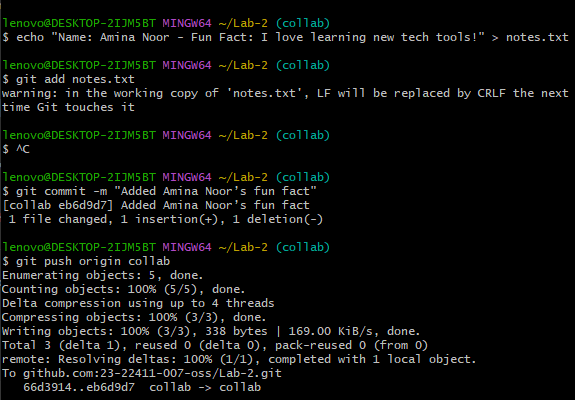 lenovo@DESKTOP-2IJM5BT MINGW64 ~/Lab-2 (collab)
$ echo "Name: Amina Noor - Fun Fact: I love learning new tech tools!" > notes.txt
lenovo@DESKTOP-2IJM5BT MINGW64 ~/Lab-2 (collab)
$ git add notes.txt
warning: in the working copy of 'notes.txt', LF will be replaced by CRLF the next
time Git touches it
lenovo@DESKTOP-2IJM5BT MINGW64 ~/Lab-2 (collab)
$ ^C
lenovo@DESKTOP-2IJM5BT MINGW64 ~/Lab-2 (collab)
$ git commit -m "Added Amina Noor's fun fact"
[collab eb6d9d7] Added Amina Noor's fun fact
1 file changed, 1 insertion(+), 1 deletion(-)
lenovo@DESKTOP-2IJM5BT MINGW64 ~/Lab-2 (collab)
$ git push origin collab
Enumerating objects: 5, done.
Counting objects: 100% (5/5), done.
Delta compression using up to 4 threads
Compressing objects: 100% (3/3), done.
Writing objects: 100% (3/3), 338 bytes | 169.00 KiB/s, done.
Total 3 (delta 1), reused 0 (delta 0), pack-reused 0 (from 0)
remote: Resolving deltas: 100% (1/1), completed with 1 local object.
To github.com:23-22411-007-oss/Lab-2.git
66d3914..eb6d9d7  collab -> collab